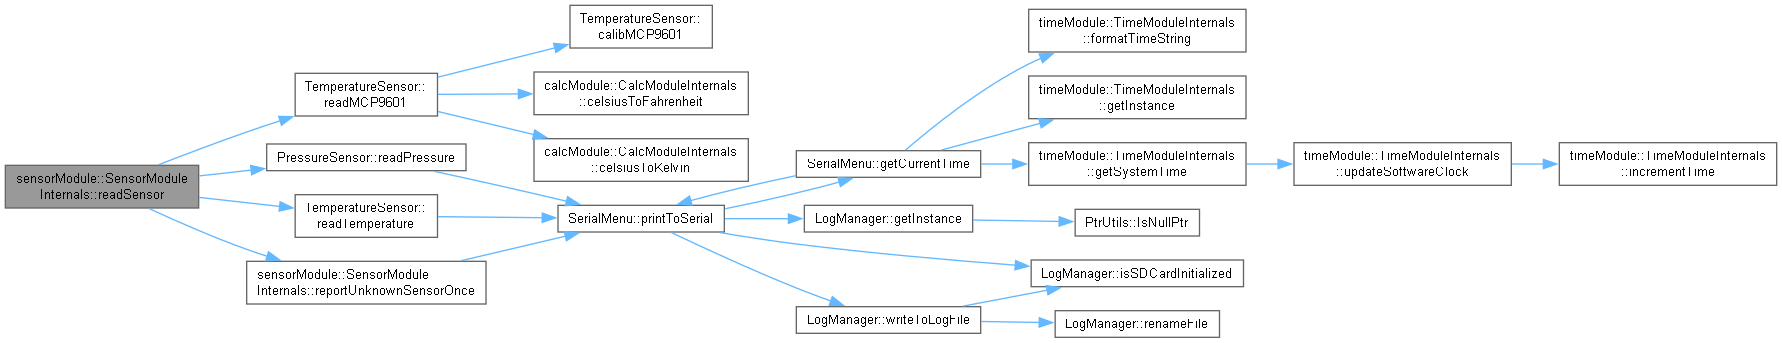 sensorModule::SensorModule
Internals::readSensor
TemperatureSensor::
readMCP9601
PressureSensor::readPressure
TemperatureSensor::
readTemperature
sensorModule::SensorModule
Internals::reportUnknownSensorOnce
TemperatureSensor::
calibMCP9601
calcModule::CalcModuleInternals
::celsiusToFahrenheit
calcModule::CalcModuleInternals
::celsiusToKelvin
SerialMenu::printToSerial
SerialMenu::getCurrentTime
LogManager::getInstance
LogManager::writeToLogFile
timeModule::TimeModuleInternals
::formatTimeString
timeModule::TimeModuleInternals
::getInstance
timeModule::TimeModuleInternals
::getSystemTime
PtrUtils::IsNullPtr
LogManager::isSDCardInitialized
LogManager::renameFile
timeModule::TimeModuleInternals
::updateSoftwareClock
timeModule::TimeModuleInternals
::incrementTime